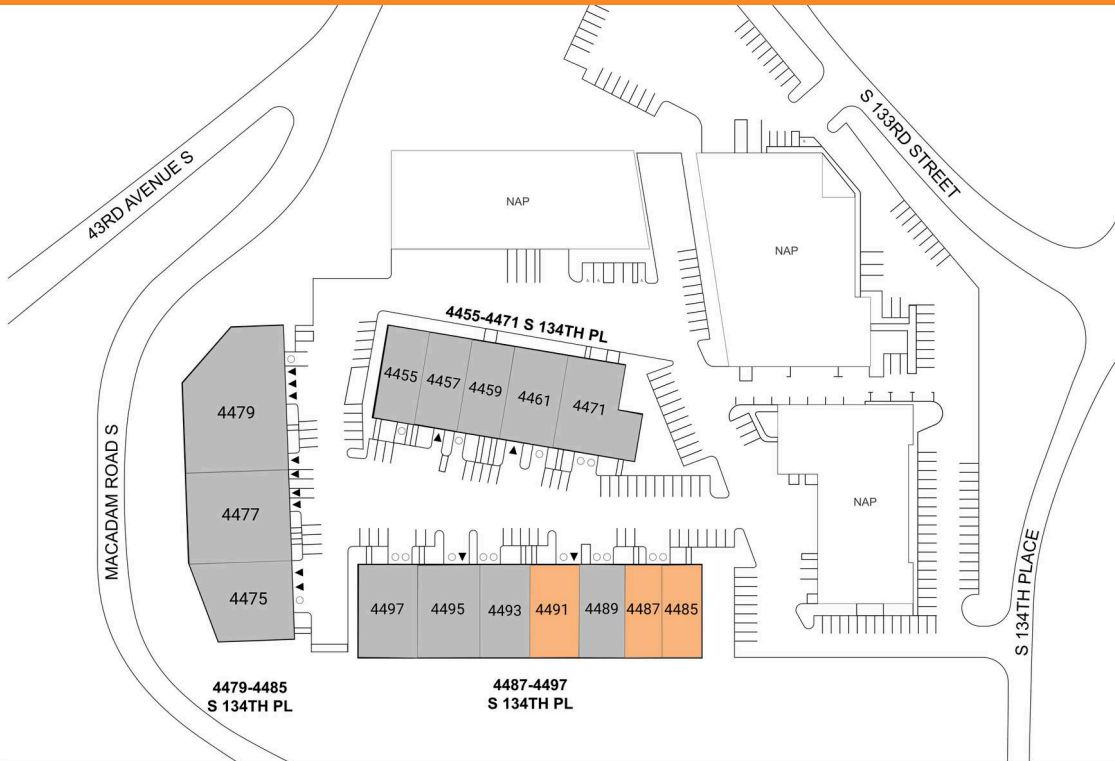 43RD AVENUE S
S 133RD STREET
NAP
NAP
4455-4471 S 134TH PL
4455
4457
4459
4461
4471
4479
4477
4475
MACADAM ROAD S
NAP
S 134TH PLACE
4497
4495
4493
4491
4489
4487
4485
4479-4485
S 134TH PL
4487-4497
S 134TH PL